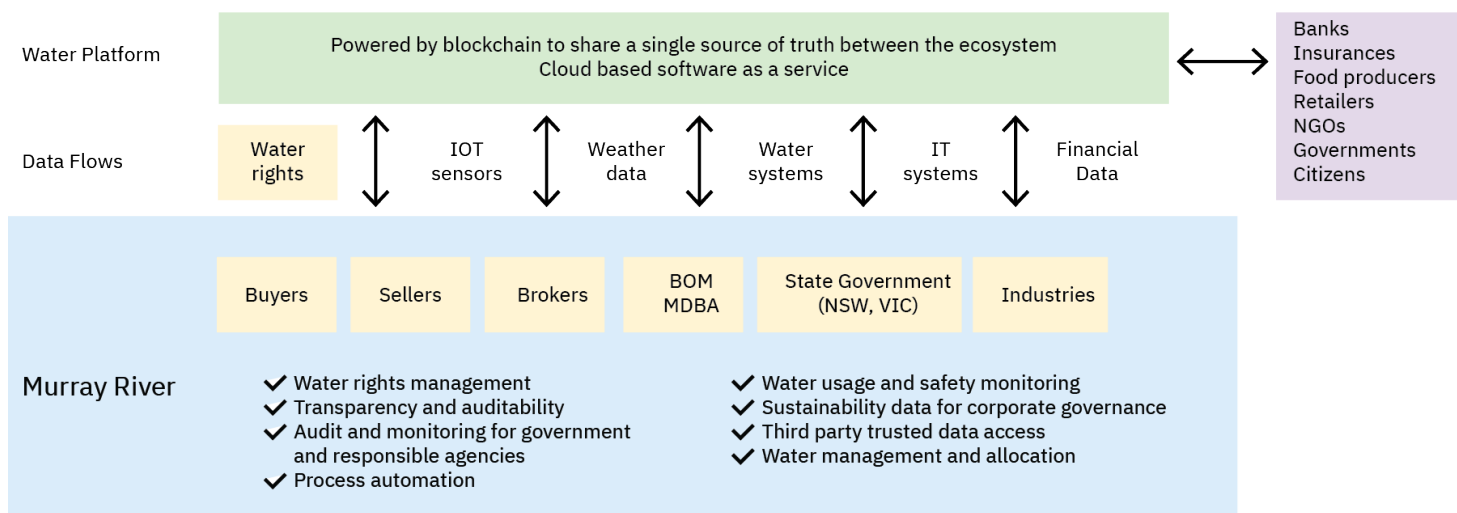 Water Platform
Powered by blockchain to share a single source of truth between the ecosystem
Cloud based software as a service
Banks
Insurances
Food producers
Retailers
NGOs
Governments
Citizens
Data Flows
Water
rights
IOT
sensors
Weather
data
Water
systems
IT
systems
Financial
Data
Buyers
Sellers
Brokers
BOM
MDBA
State Government
(NSW, VIC)
Industries
Murray River
Water rights management
Transparency and auditability
Audit and monitoring for government
and responsible agencies
Process automation
Water usage and safety monitoring
Sustainability data for corporate governance
Third party trusted data access
Water management and allocation